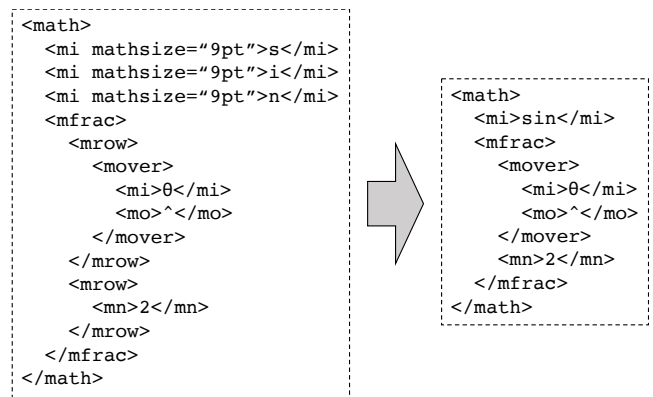 <math>
  <mi mathsize=“9pt”>s</mi>
  <mi mathsize=“9pt”>i</mi>
  <mi mathsize=“9pt”>n</mi>
  <mfrac>
    <mrow>
      <mover>
        <mi>θ</mi>
        <mo>^</mo>
      </mover>
    </mrow>
    <mrow>
      <mn>2</mn>
    </mrow>
  </mfrac>
</math>
<math>
  <mi>sin</mi>
  <mfrac>
    <mover>
      <mi>θ</mi>
      <mo>^</mo>
    </mover>
    <mn>2</mn>
  </mfrac>
</math>